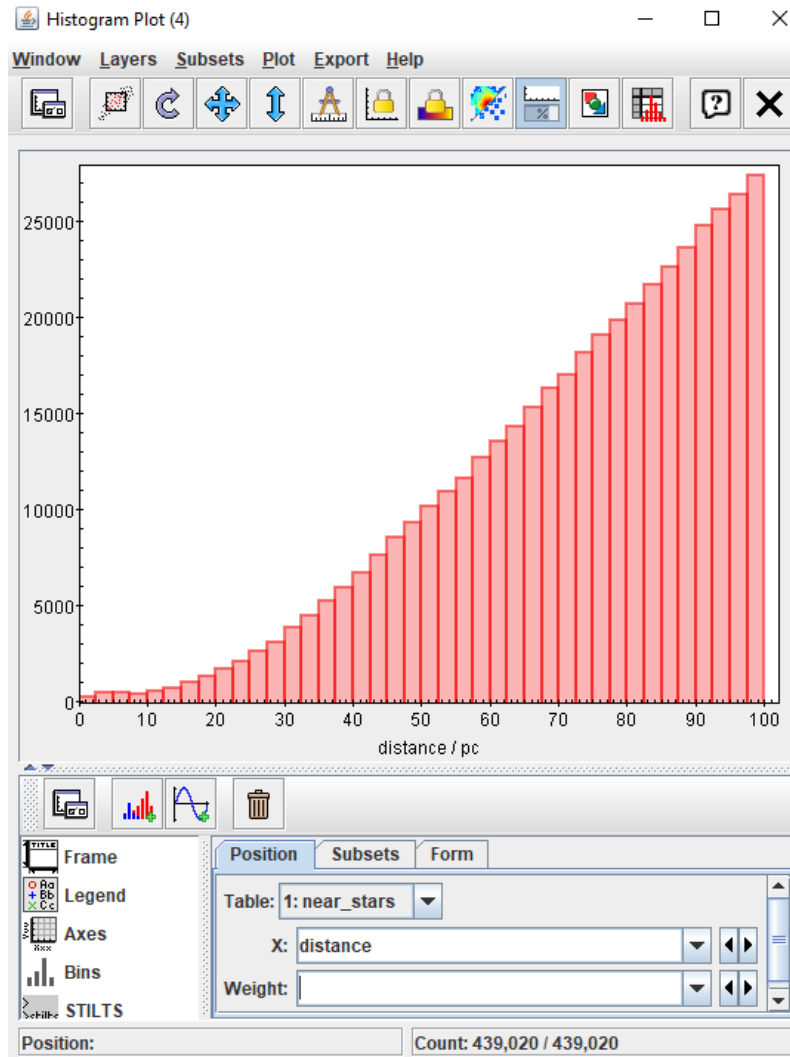 Histogram Plot (4)
Window Layers Subsets Plot Export Help
25000
20000
15000
10000
5000
0
0 10 20 30 40 50 60 70 80 90 100
distance / pc
Frame
Legend
Axes
Bins
STILTS
Position Subsets Form
Table: 1: near_stars
X: distance
Weight:
Position: Count: 439,020 / 439,020